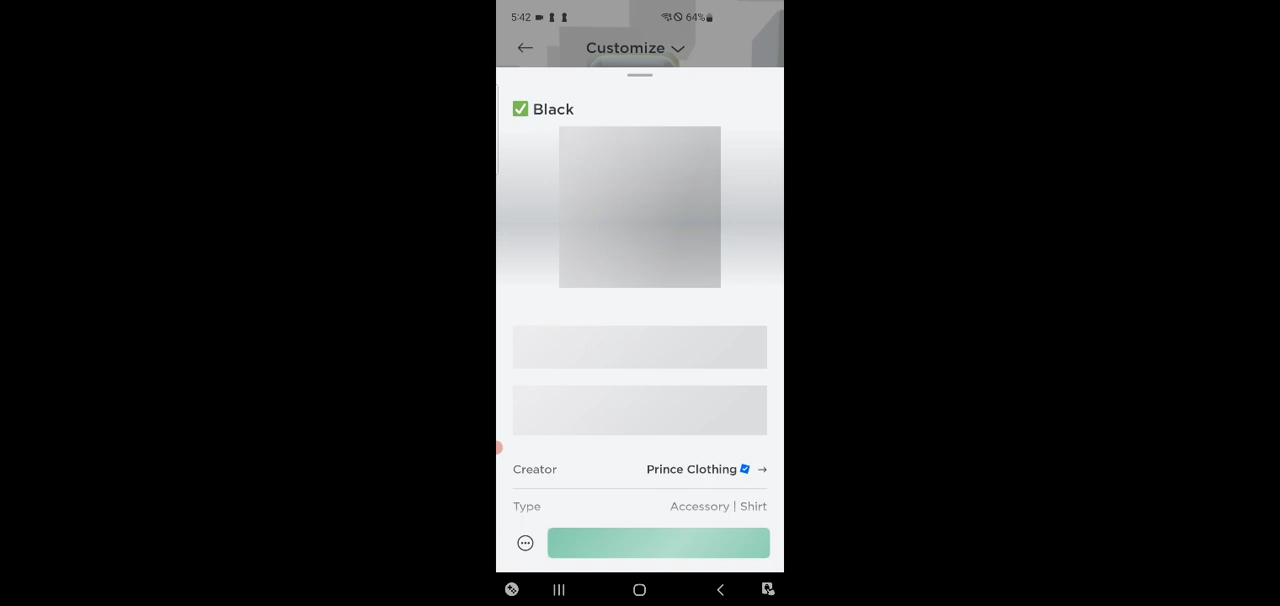 5:42 64%
Customize
✅ Black
Creator Prince Clothing
Type Accessory | Shirt